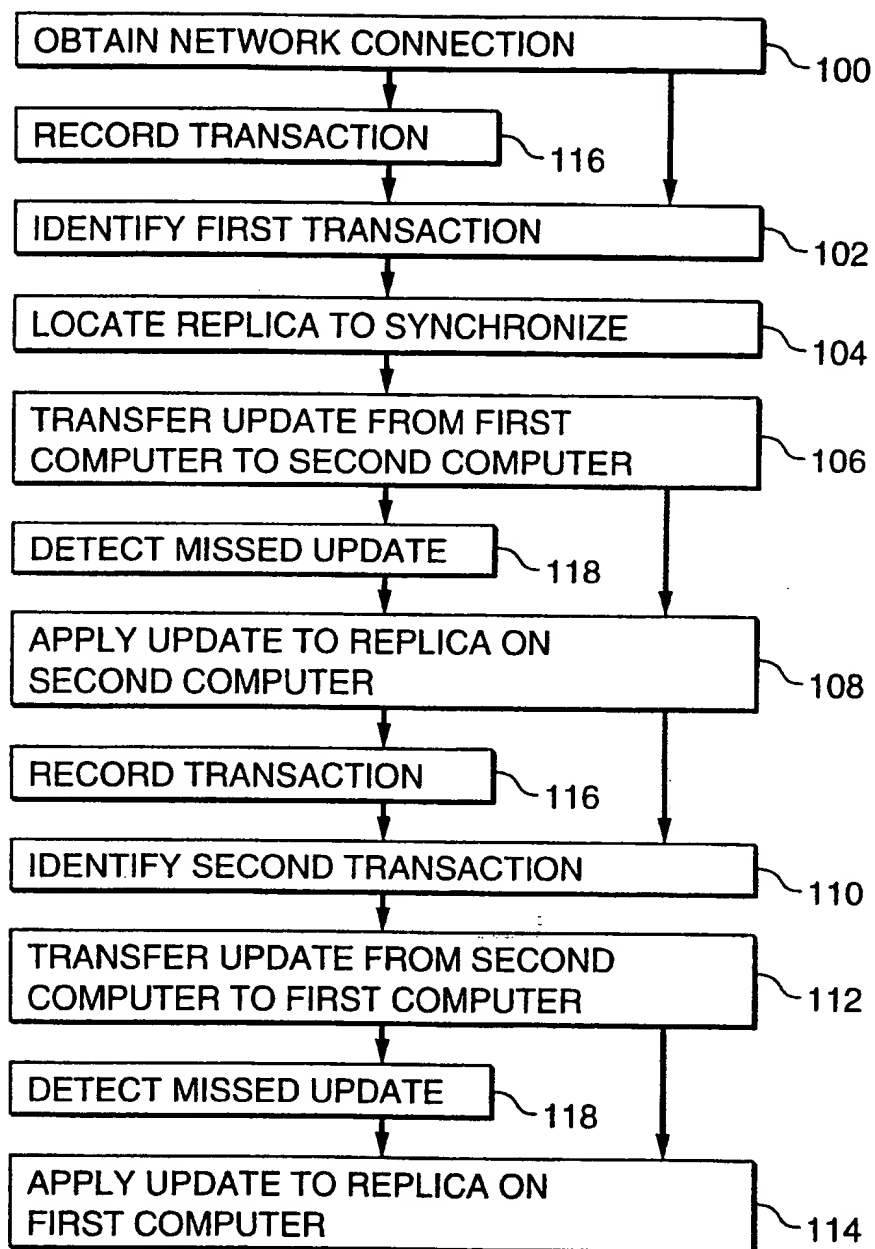 OBTAIN NETWORK CONNECTION
100
RECORD TRANSACTION
116
IDENTIFY FIRST TRANSACTION
102
LOCATE REPLICA TO SYNCHRONIZE
104
TRANSFER UPDATE FROM FIRST
COMPUTER TO SECOND COMPUTER
106
DETECT MISSED UPDATE
118
APPLY UPDATE TO REPLICA ON
SECOND COMPUTER
108
RECORD TRANSACTION
116
IDENTIFY SECOND TRANSACTION
110
TRANSFER UPDATE FROM SECOND
COMPUTER TO FIRST COMPUTER
112
DETECT MISSED UPDATE
118
APPLY UPDATE TO REPLICA ON
FIRST COMPUTER
114